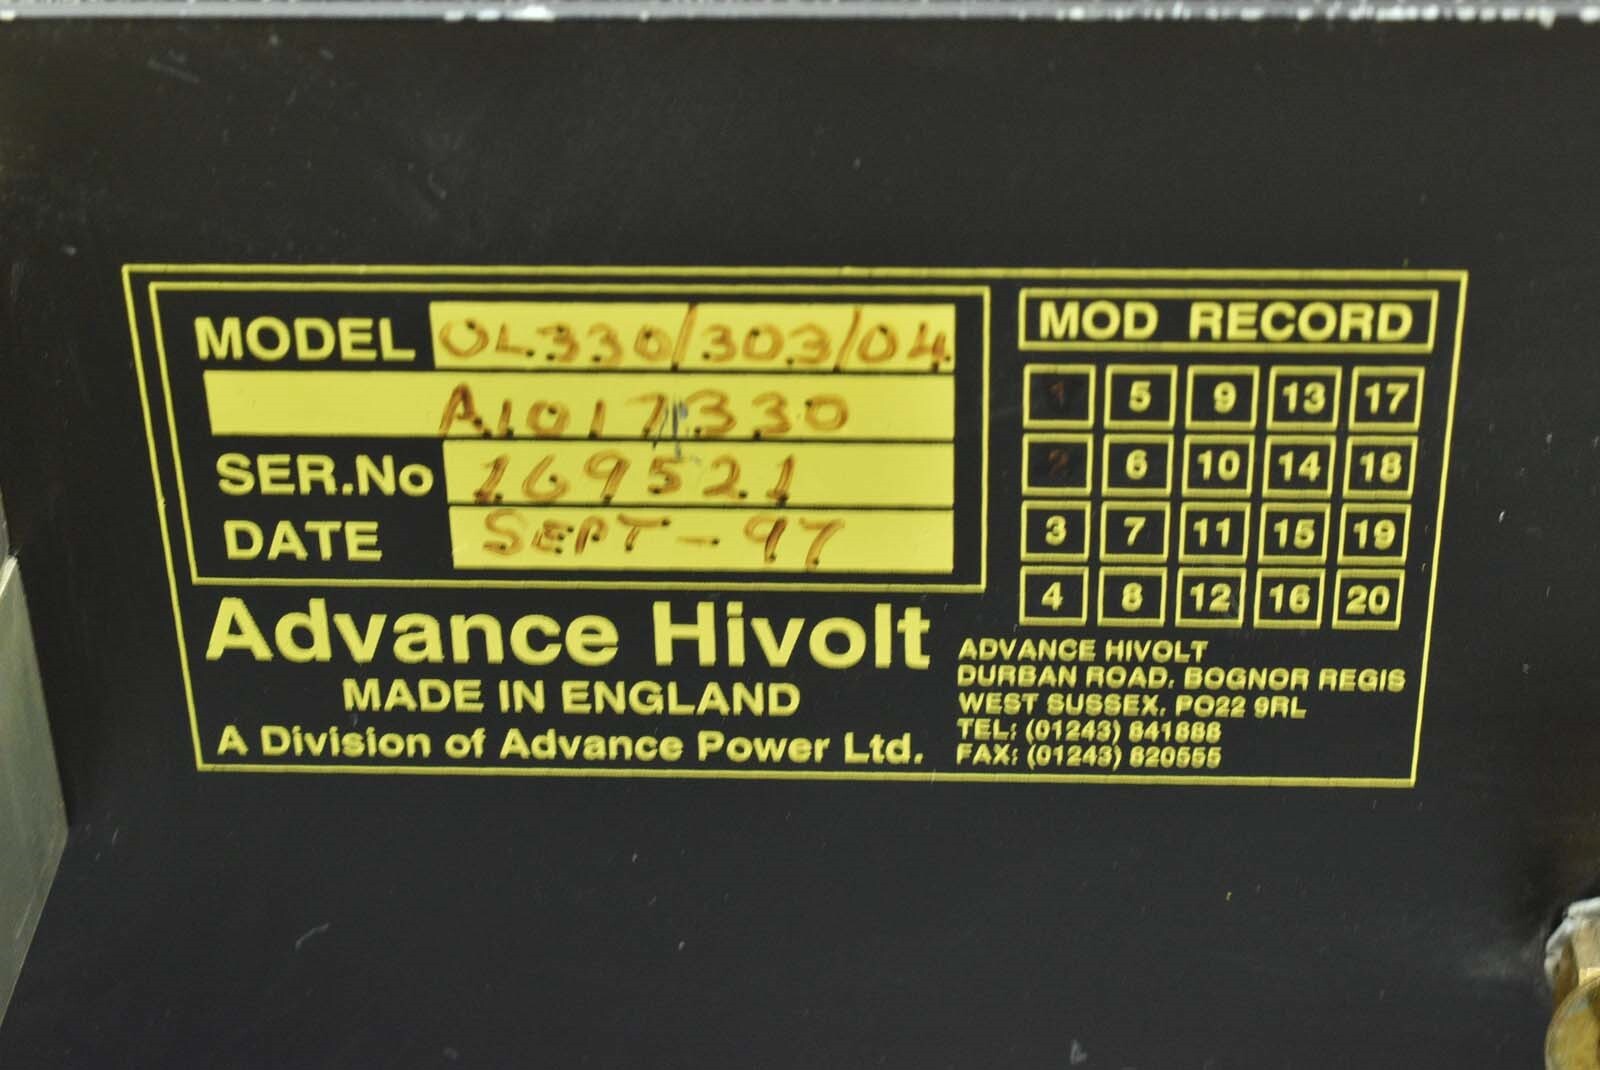 MODEL OL330/303/04
A1017/330
SER.No 169521
DATE SEPT-97
Advance Hivolt
MADE IN ENGLAND
A Division of Advance Power Ltd.
MOD RECORD
1 5 9 13 17
2 6 10 14 18
3 7 11 15 19
4 8 12 16 20
ADVANCE HIVOLT
DURBAN ROAD, BOGNOR REGIS
WEST SUSSEX, PO22 9RL
TEL: (01243) 841888
FAX: (01243) 820555